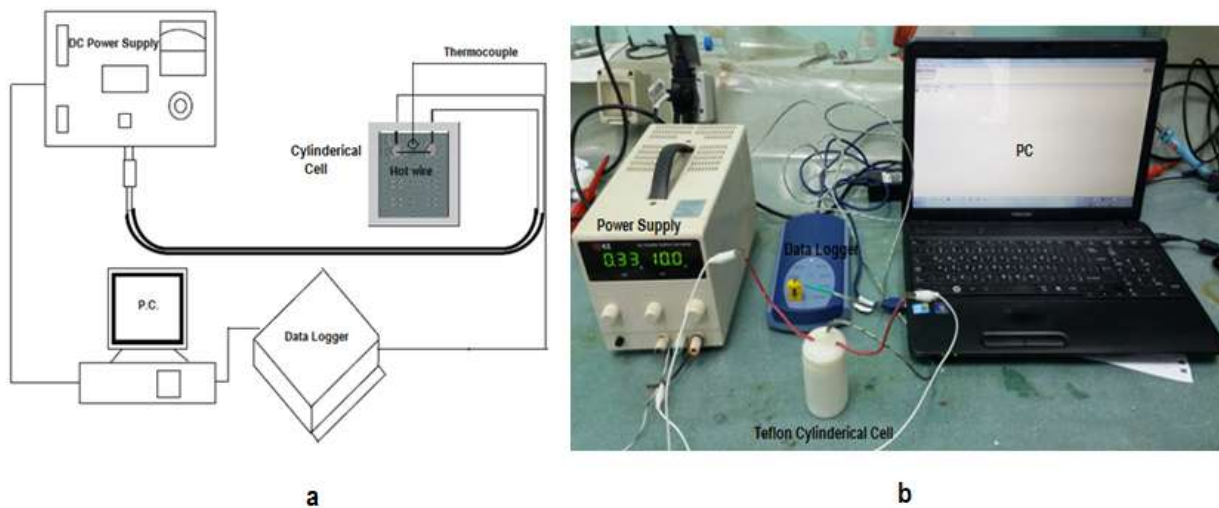 DC Power Supply
Thermocouple
Cylinderical
Cell
Hot wire
P.C.
Data Logger
a
PC
Power Supply
0.33 10.0
Data Logger
Teflon Cylinderical Cell
b